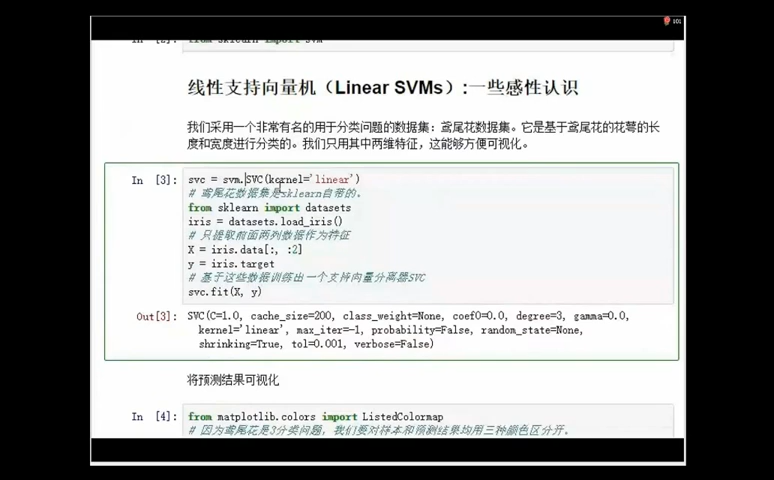 101
In [2]: from sklearn import svm
线性支持向量机（Linear SVMs）:一些感性认识
我们采用一个非常有名的用于分类问题的数据集：鸢尾花数据集。它是基于鸢尾花的花萼的长
度和宽度进行分类的。我们只用其中两维特征，这能够方便可视化。
In [3]: svc = svm.SVC(kernel='linear')
# 鸢尾花数据集是sklearn自带的。
from sklearn import datasets
iris = datasets.load_iris()
# 只提取前面两列数据作为特征
X = iris.data[:, :2]
y = iris.target
# 基于这些数据训练出一个支持向量分离器SVC
svc.fit(X, y)
Out[3]: SVC(C=1.0, cache_size=200, class_weight=None, coef0=0.0, degree=3, gamma=0.0,
kernel='linear', max_iter=-1, probability=False, random_state=None,
shrinking=True, tol=0.001, verbose=False)
将预测结果可视化
In [4]: from matplotlib.colors import ListedColormap
# 因为鸢尾花是3分类问题，我们要对样本和预测结果均用三种颜色区分开。